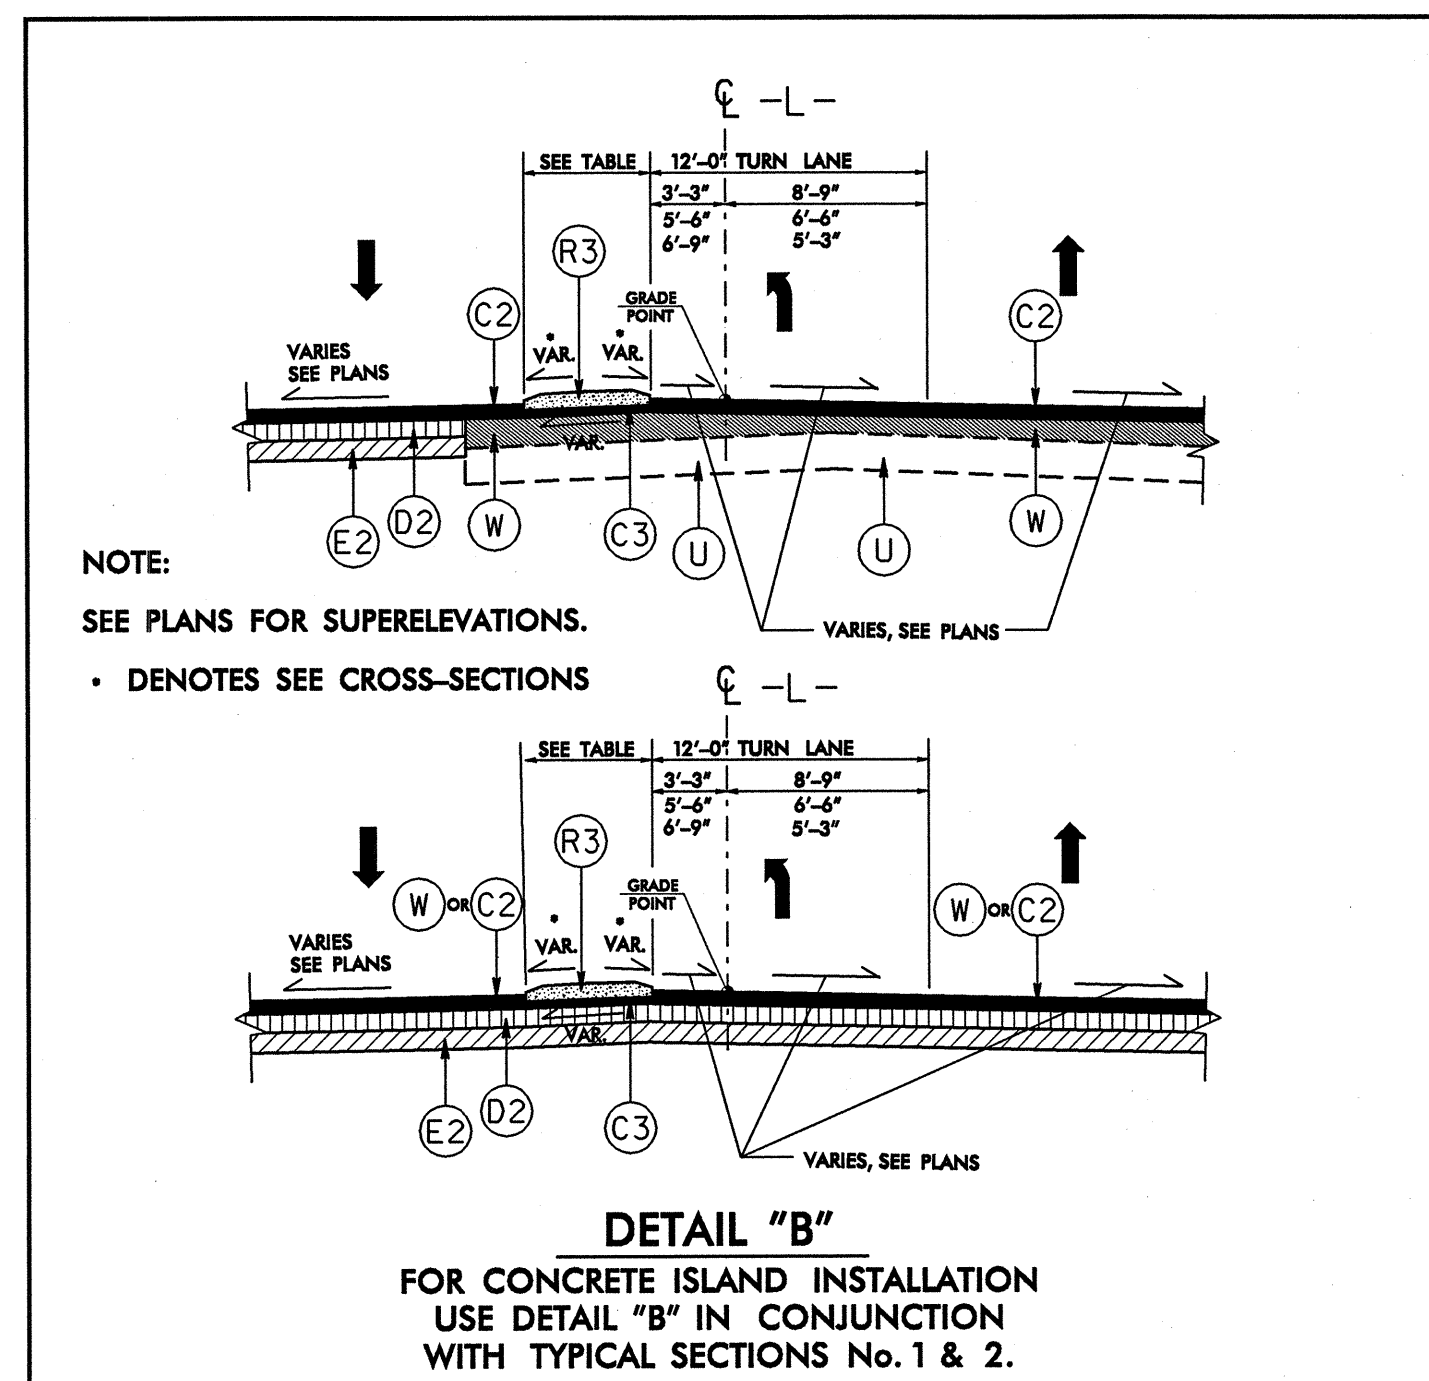 ℄ -L-
SEE TABLE 12'-0" TURN LANE
3'-3" 8'-9"
5'-6" 6'-6"
6'-9" 5'-3"
R3
GRADE
POINT
C2 C2
* *
VAR. VAR.
VARIES
SEE PLANS
VAR.
E2 D2 W C3 U U W
NOTE:
SEE PLANS FOR SUPERELEVATIONS.
VARIES, SEE PLANS
* DENOTES SEE CROSS-SECTIONS
℄ -L-
SEE TABLE 12'-0" TURN LANE
3'-3" 8'-9"
5'-6" 6'-6"
6'-9" 5'-3"
R3
GRADE
POINT
W OR C2 W OR C2
* *
VAR. VAR.
VARIES
SEE PLANS
VAR.
E2 D2 C3
VARIES, SEE PLANS
DETAIL "B"
FOR CONCRETE ISLAND INSTALLATION
USE DETAIL "B" IN CONJUNCTION
WITH TYPICAL SECTIONS No. 1 & 2.